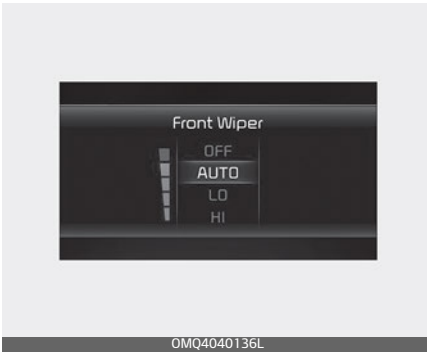 Front Wiper
OFF
AUTO
LO
HI
OMQ4040136L